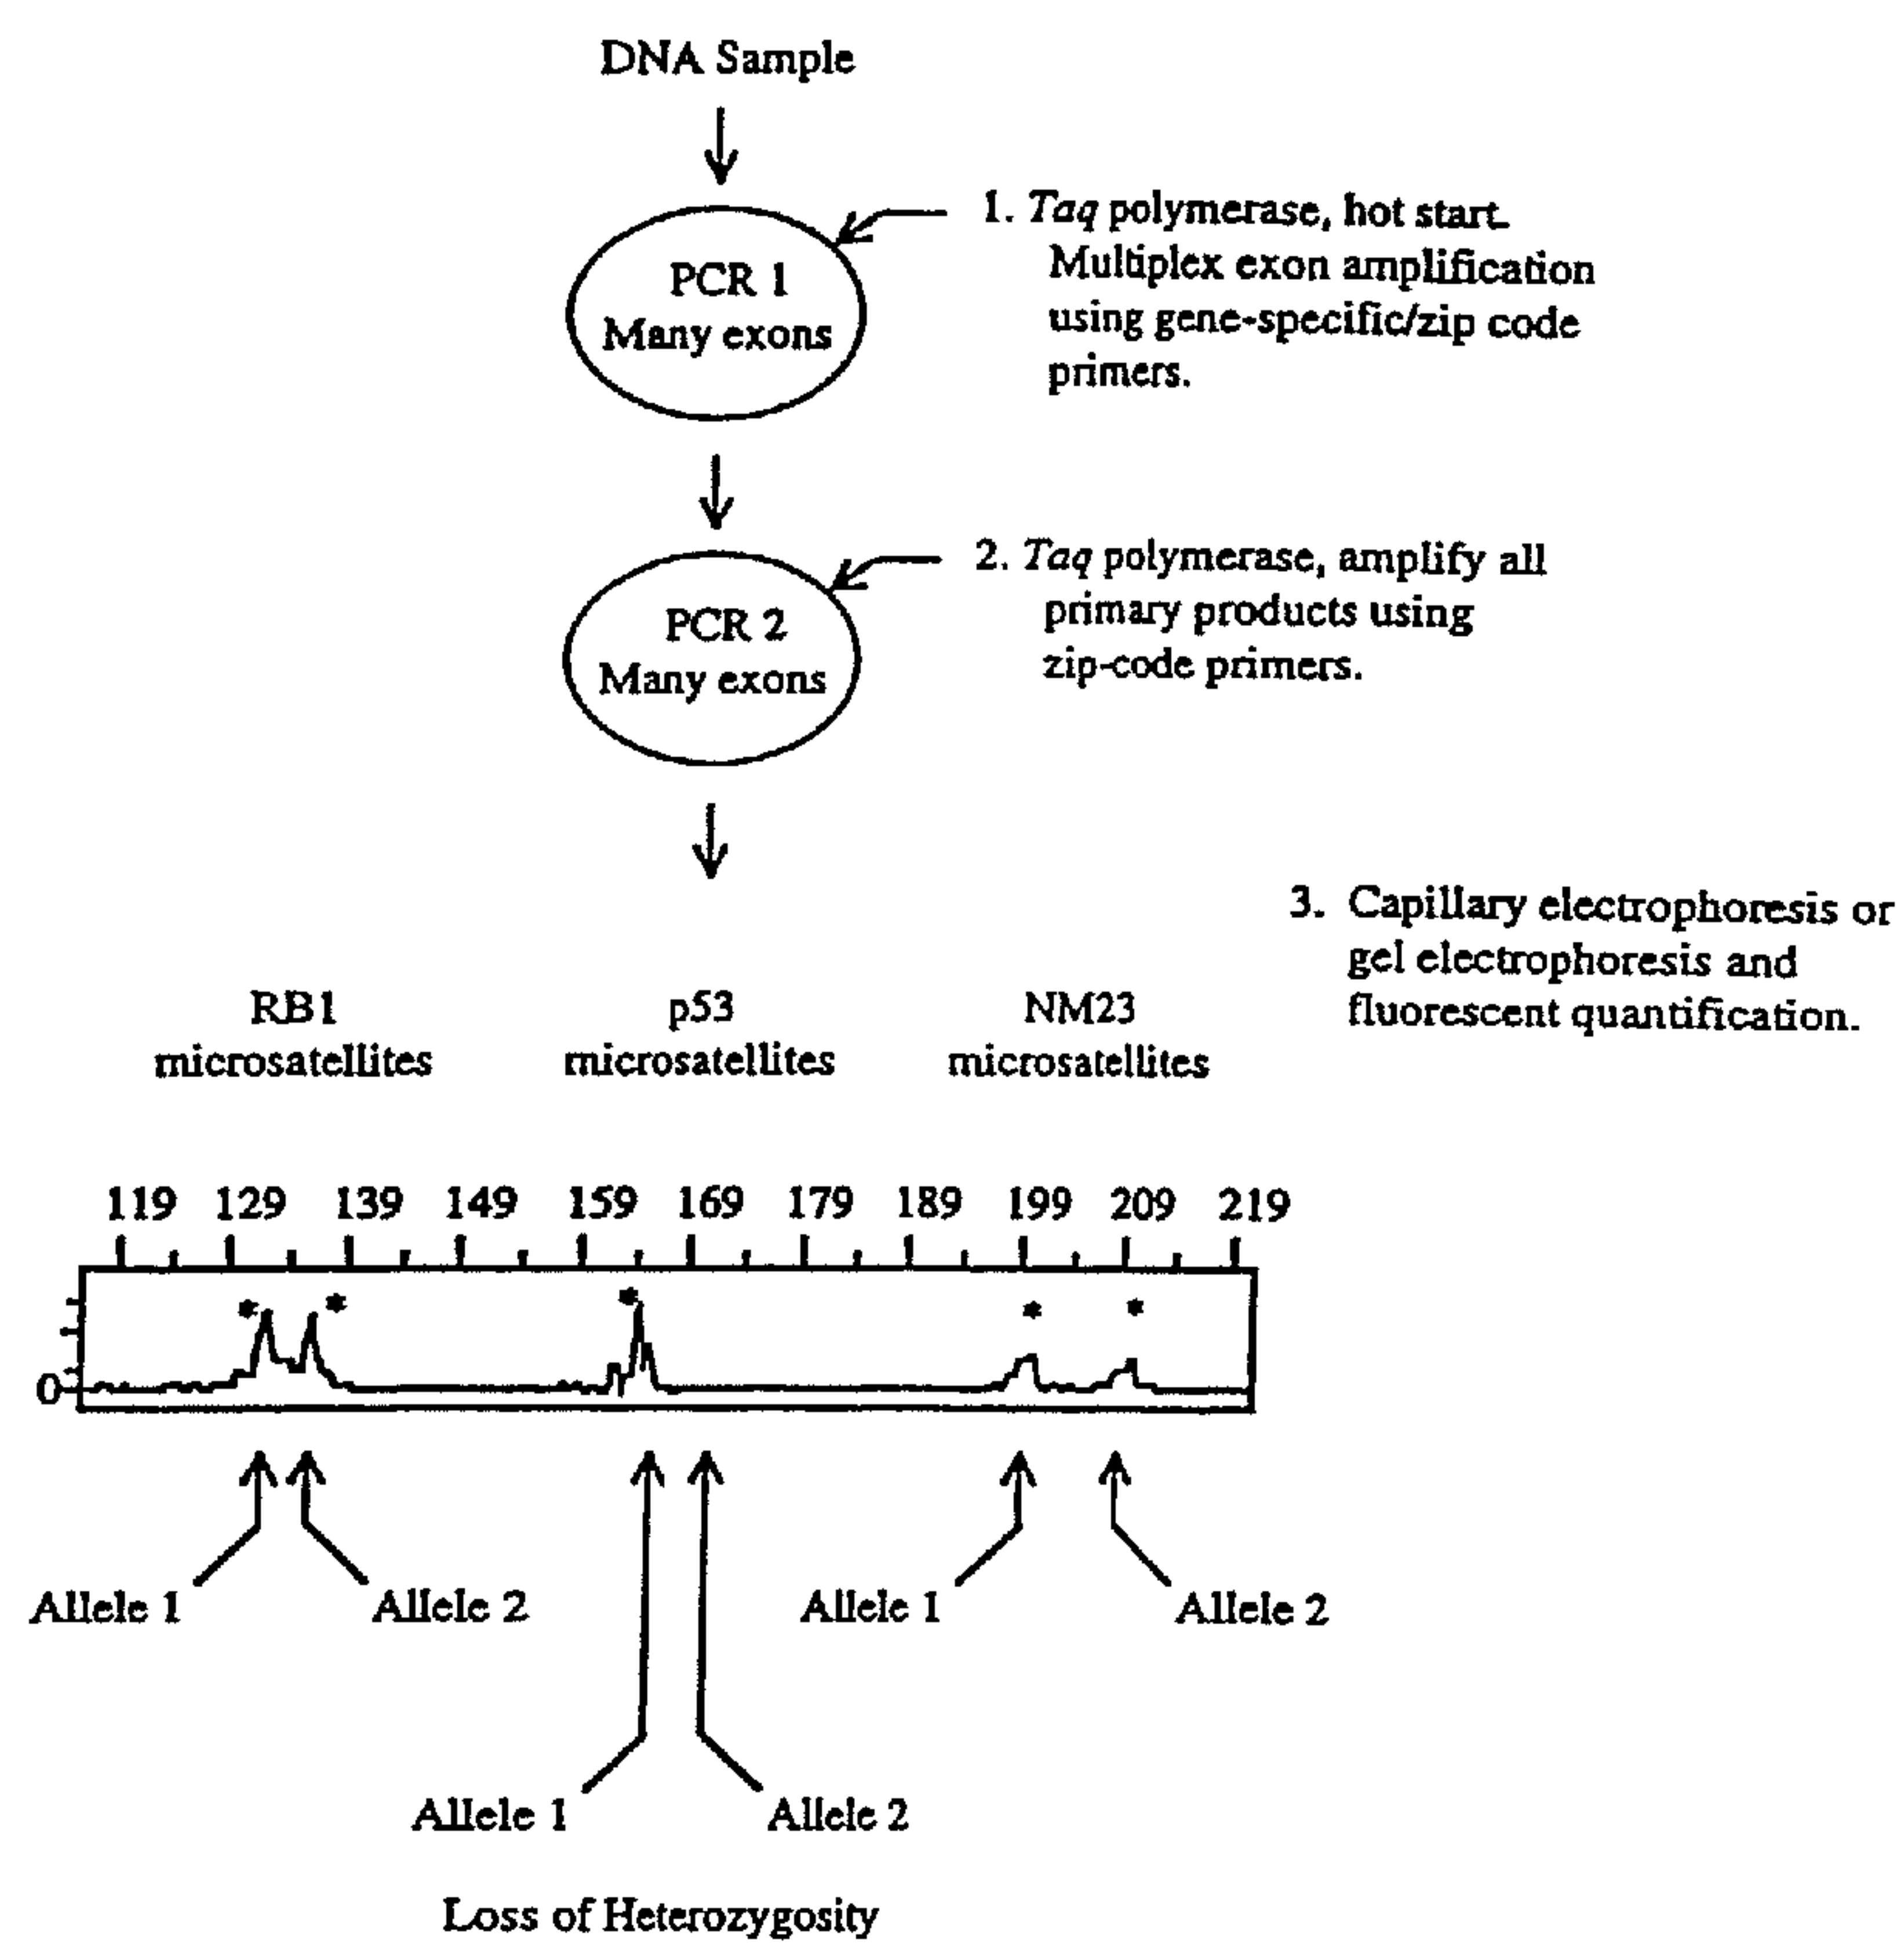 DNA Sample
1. Taq polymerase, hot start.
Multiplex exon amplification
using gene-specific/zip code
primers.
PCR 1
Many exons
2. Taq polymerase, amplify all
primary products using
zip-code primers.
PCR 2
Many exons
3. Capillary electrophoresis or
gel electrophoresis and
fluorescent quantification.
RB1
microsatellites
p53
microsatellites
NM23
microsatellites
119 129 139 149 159 169 179 189 199 209 219
* * * * *
0
Allele 1 Allele 2 Allele 1 Allele 2
Allele 1 Allele 2
Loss of Heterozygosity